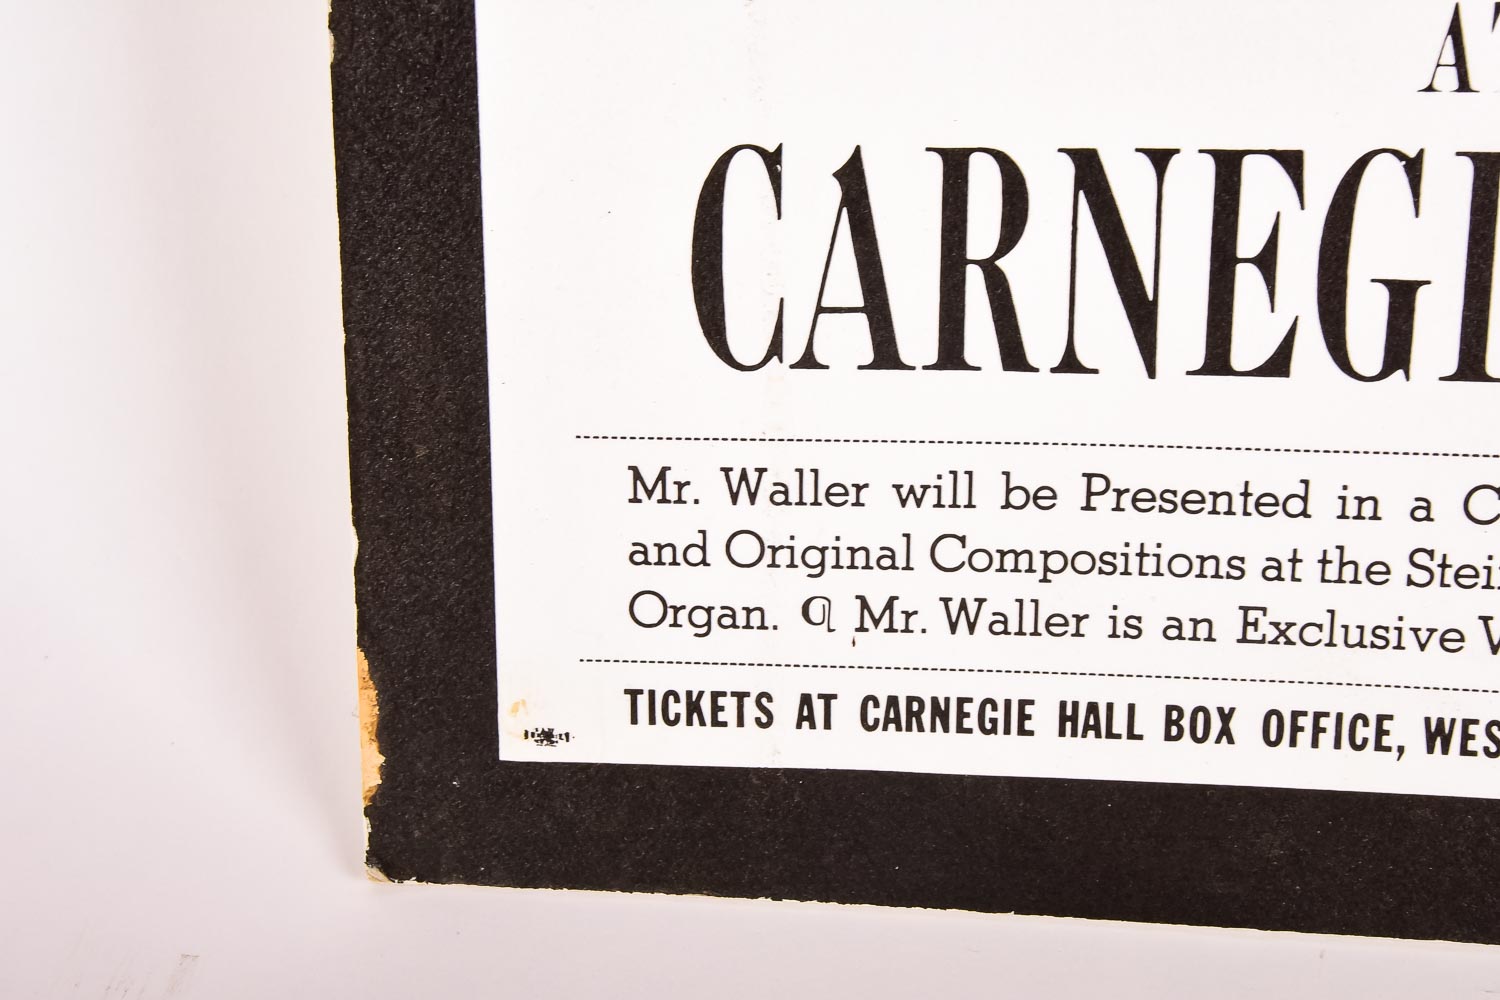 AT
CARNEGI
Mr. Waller will be Presented in a C
and Original Compositions at the Stei
Organ. ¶ Mr. Waller is an Exclusive V
TICKETS AT CARNEGIE HALL BOX OFFICE, WES